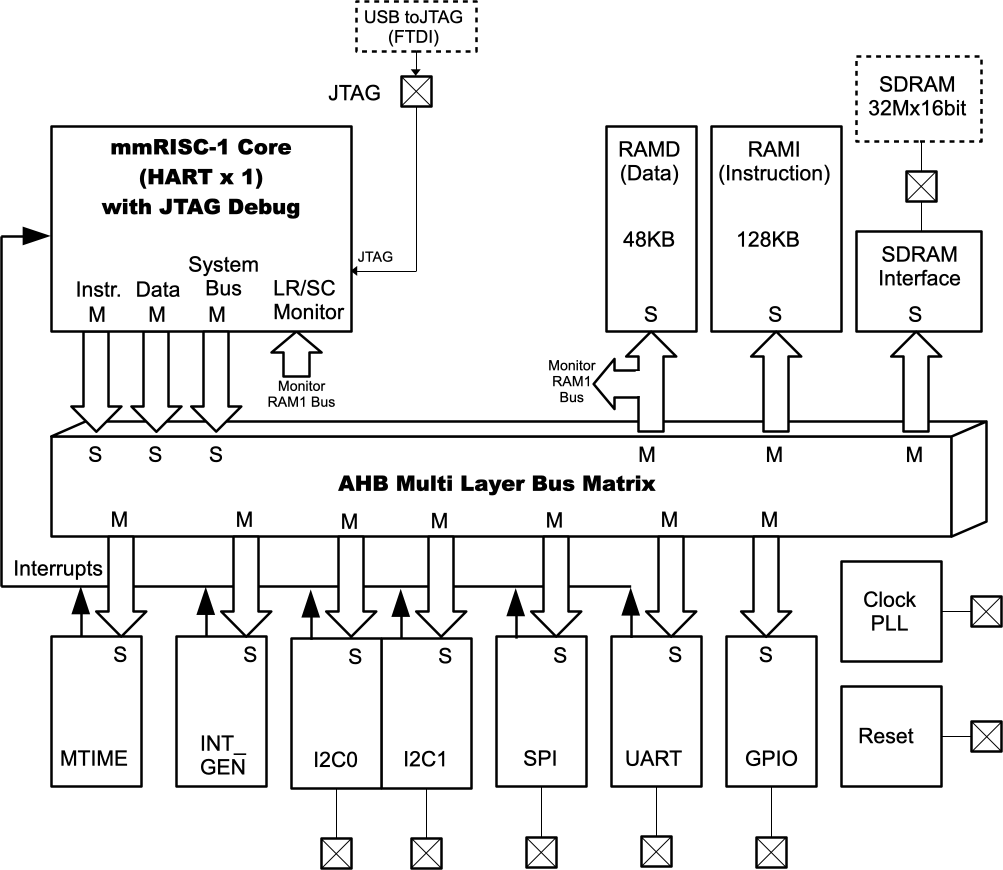 USB toJTAG
(FTDI)
JTAG
mmRISC-1 Core
(HART x 1)
with JTAG Debug
JTAG
System
Instr. Data Bus LR/SC
M M M Monitor
Monitor
RAM1 Bus
RAMD
(Data)
48KB
S
RAMI
(Instruction)
128KB
S
SDRAM
32Mx16bit
SDRAM
Interface
S
Monitor
RAM1
Bus
S S S M M M
AHB Multi Layer Bus Matrix
M M M M M M M
Interrupts
S S S S S S S
MTIME
INT_
GEN
I2C0
I2C1
SPI
UART
GPIO
Clock
PLL
Reset